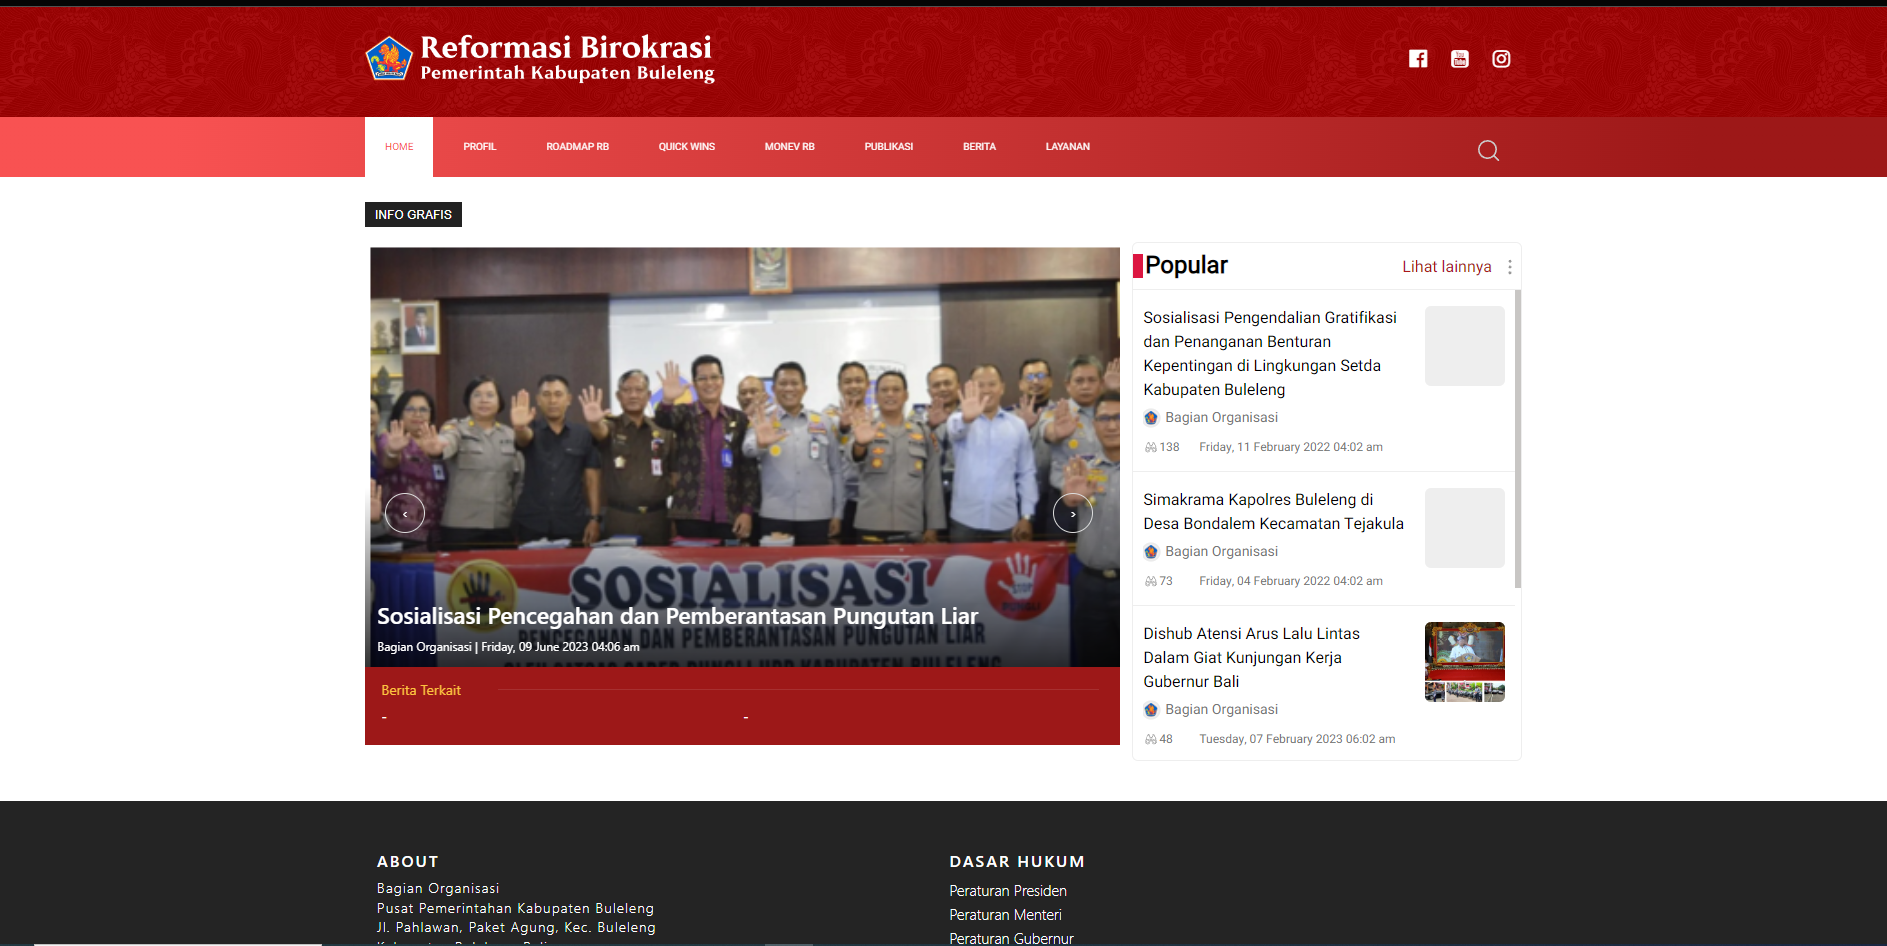 Reformasi Birokrasi
Pemerintah Kabupaten Buleleng
HOME
PROFIL
ROADMAP RB
QUICK WINS
MONEV RB
PUBLIKASI
BERITA
LAYANAN
INFO GRAFIS
SOSIALISASI
PENCEGAHAN DAN PEMBERANTASAN PUNGUTAN LIAR
KABUPATEN BULELENG
Sosialisasi Pencegahan dan Pemberantasan Pungutan Liar
Bagian Organisasi | Friday, 09 June 2023 04:06 am
Berita Terkait
-
-
Popular
Lihat lainnya
Sosialisasi Pengendalian Gratifikasi
dan Penanganan Benturan
Kepentingan di Lingkungan Setda
Kabupaten Buleleng
Bagian Organisasi
138 Friday, 11 February 2022 04:02 am
Simakrama Kapolres Buleleng di
Desa Bondalem Kecamatan Tejakula
Bagian Organisasi
73 Friday, 04 February 2022 04:02 am
Dishub Atensi Arus Lalu Lintas
Dalam Giat Kunjungan Kerja
Gubernur Bali
Bagian Organisasi
48 Tuesday, 07 February 2023 06:02 am
ABOUT
Bagian Organisasi
Pusat Pemerintahan Kabupaten Buleleng
Jl. Pahlawan, Paket Agung, Kec. Buleleng
DASAR HUKUM
Peraturan Presiden
Peraturan Menteri
Peraturan Gubernur